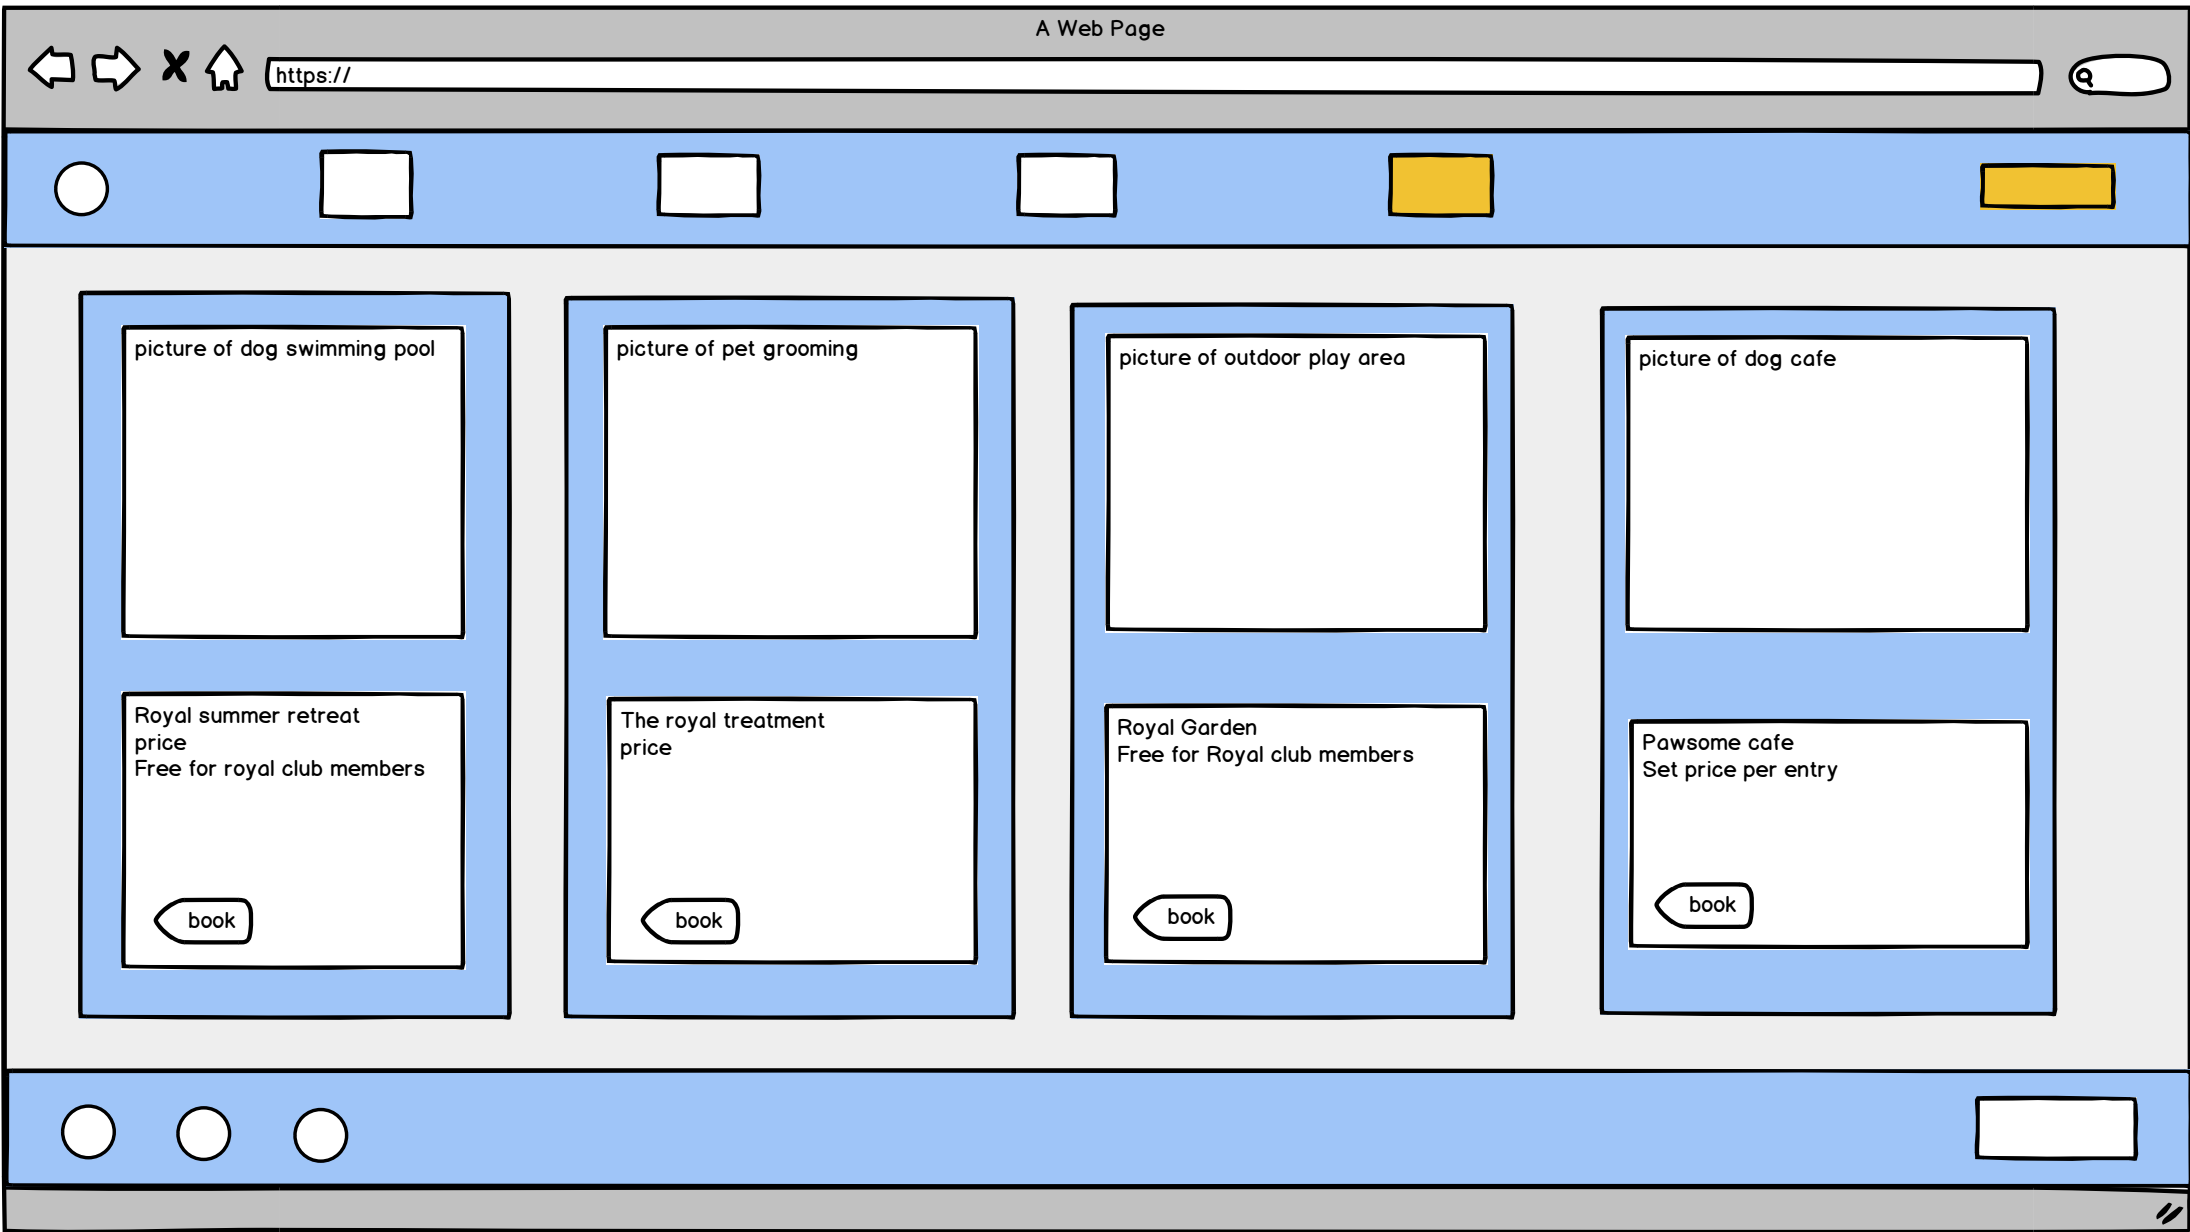 A Web Page
https://
picture of dog swimming pool
picture of pet grooming
picture of outdoor play area
picture of dog cafe
Royal summer retreat
price
Free for royal club members
book
The royal treatment
price
book
Royal Garden
Free for Royal club members
book
Pawsome cafe
Set price per entry
book